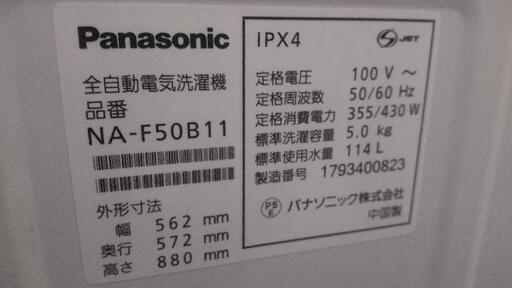 Panasonic
全自動電気洗濯機
品番
NA-F50B11
外形寸法
幅 562 mm
奥行 572 mm
高さ 880 mm
IPX4
S JET
定格電圧 100 V ～
定格周波数 50/60 Hz
定格消費電力 355/430 W
標準洗濯容量 5.0 kg
標準使用水量 114 L
製造番号 1793400823
PS E パナソニック株式会社
中国製